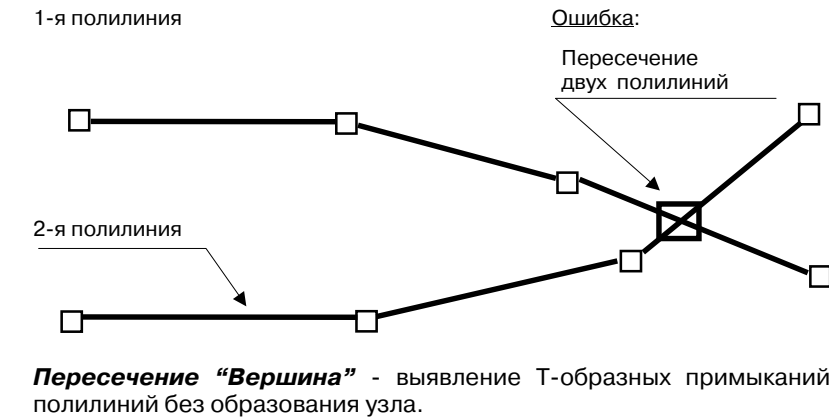 1-я полилиния
Ошибка:
Пересечение
двух полилиний
2-я полилиния
Пересечение “Вершина” - выявление Т-образных примыканий
полилиний без образования узла.